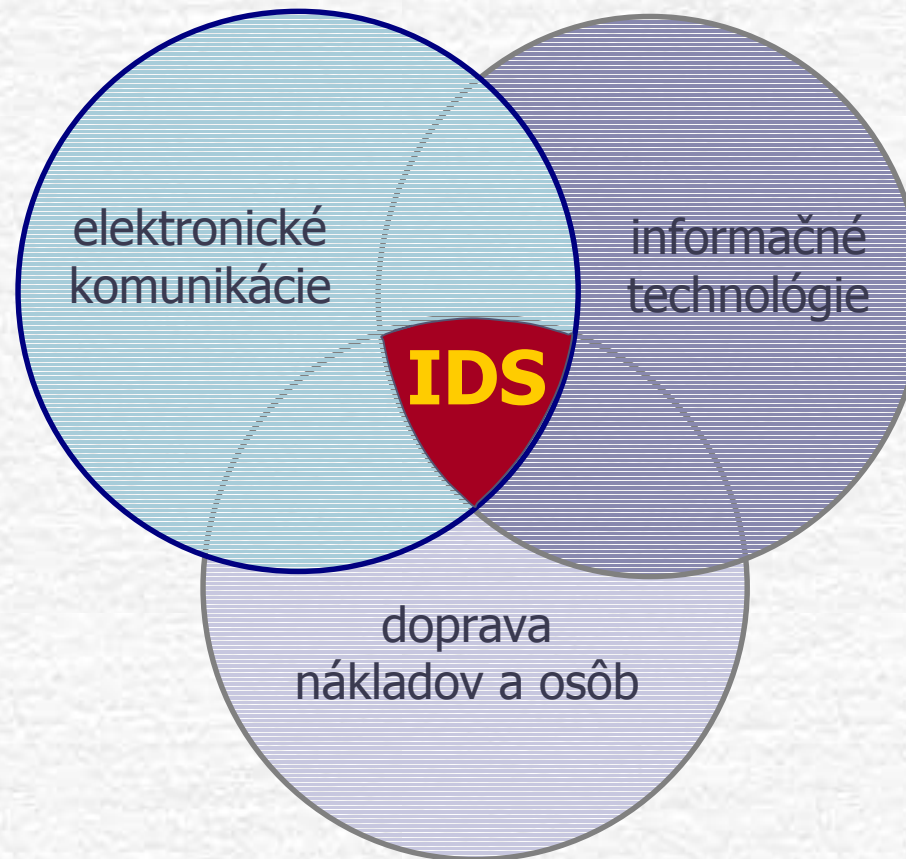 elektronické
komunikácie
informačné
technológie
IDS
doprava
nákladov a osôb